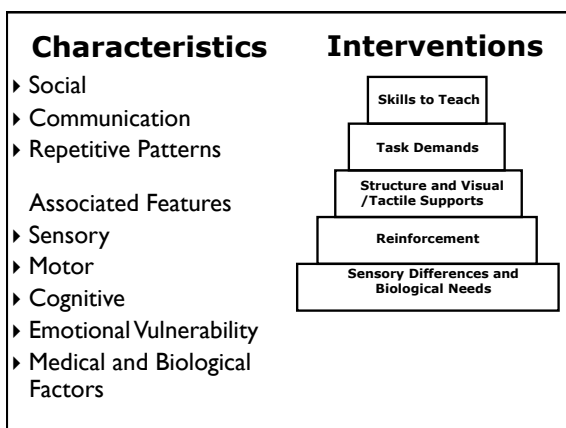 Characteristics
▸ Social
▸ Communication
▸ Repetitive Patterns
Associated Features
▸ Sensory
▸ Motor
▸ Cognitive
▸ Emotional Vulnerability
▸ Medical and Biological
Factors
Interventions
Skills to Teach
Task Demands
Structure and Visual
/Tactile Supports
Reinforcement
Sensory Differences and
Biological Needs